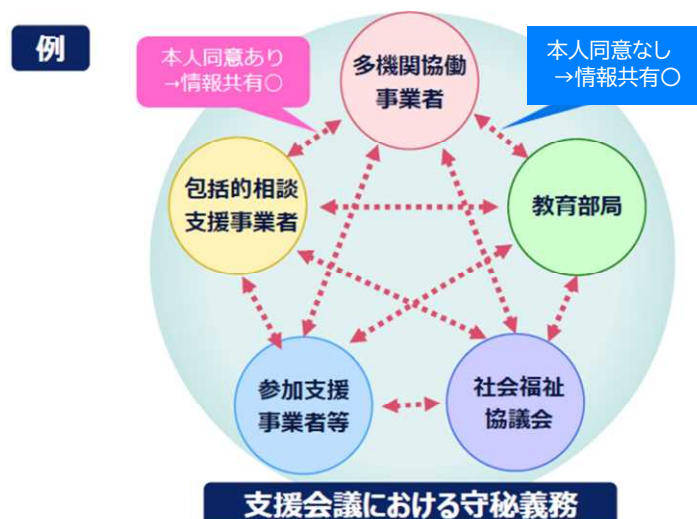 例
本人同意あり
→情報共有○
多機関協働
事業者
本人同意なし
→情報共有○
包括的相談
支援事業者
教育部局
参加支援
事業者等
社会福祉
協議会
支援会議における守秘義務